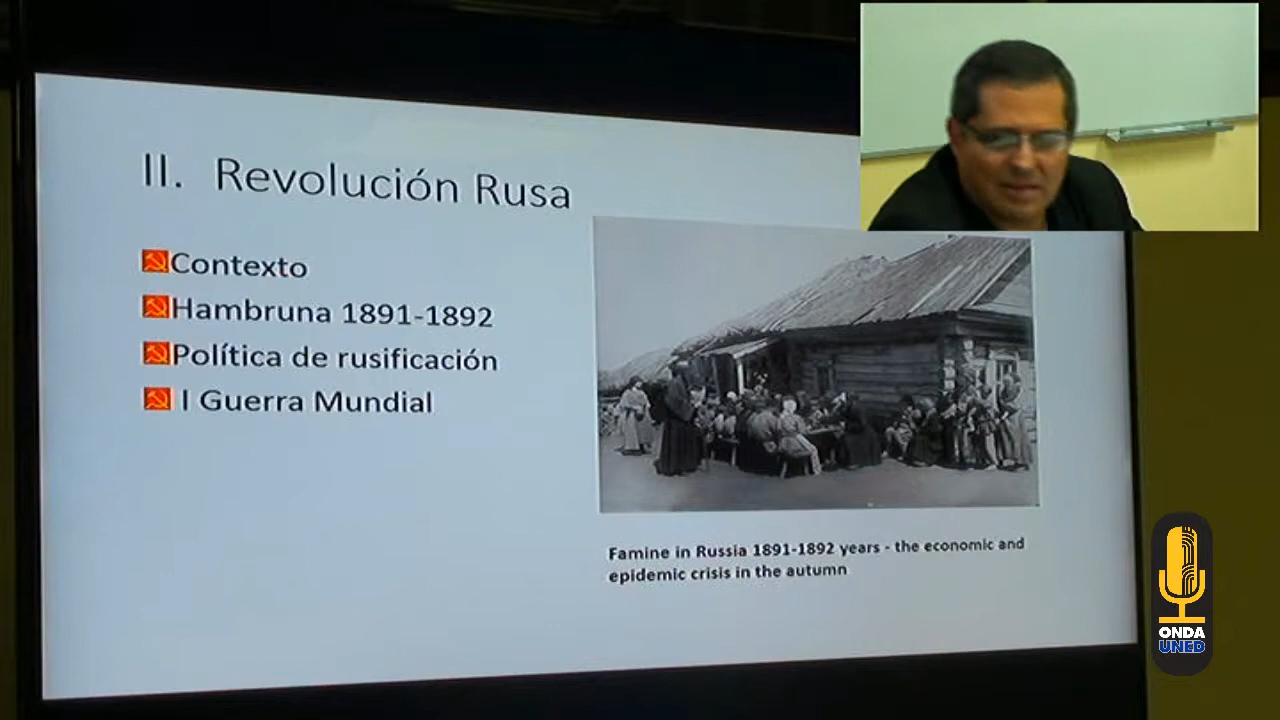 II. Revolución Rusa
Contexto
Hambruna 1891-1892
Política de rusificación
I Guerra Mundial
Famine in Russia 1891-1892 years - the economic and
epidemic crisis in the autumn
ONDA
UNED